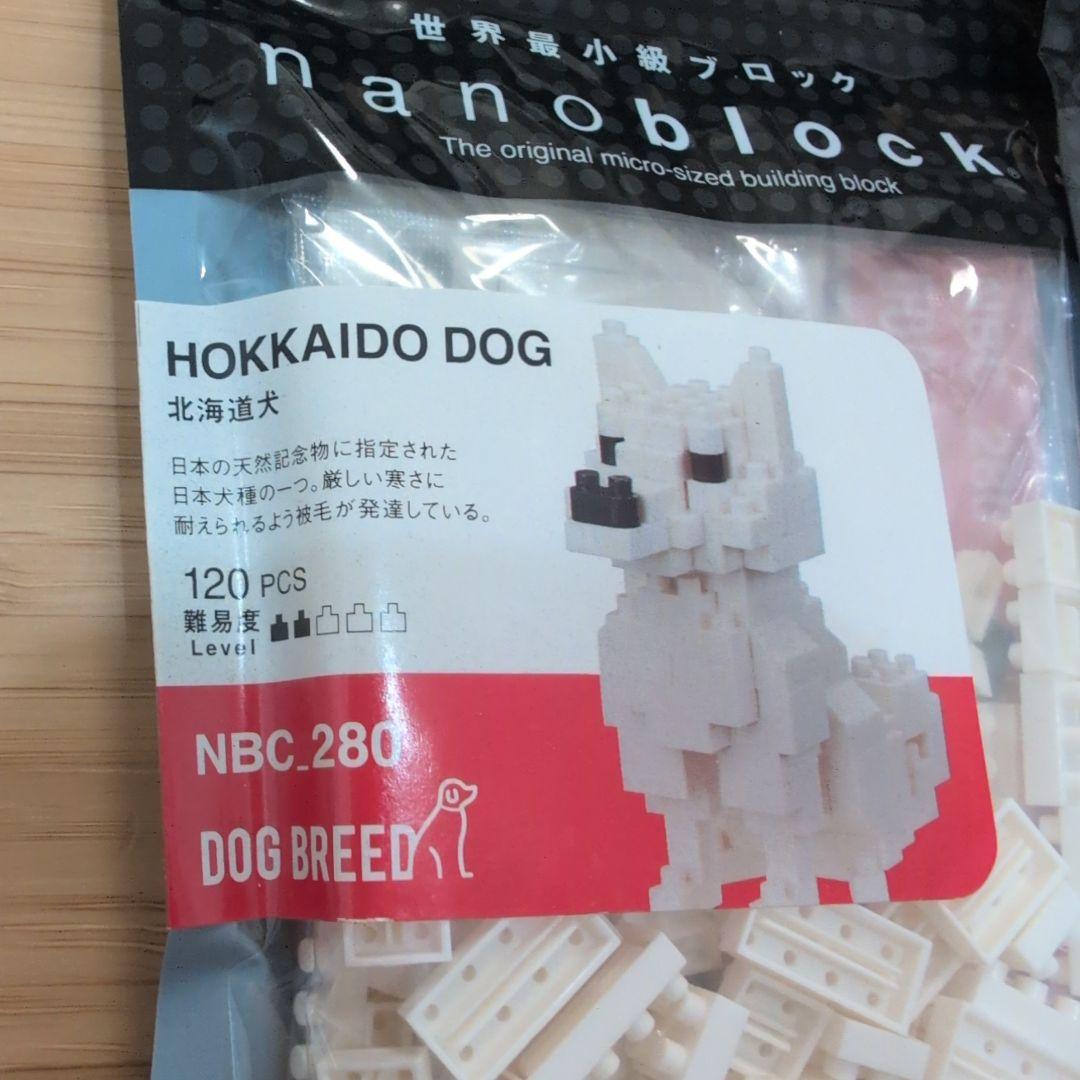 世界最小級ブロック
nanoblock®
The original micro-sized building block
HOKKAIDO DOG
北海道犬
日本の天然記念物に指定された
日本犬種の一つ。厳しい寒さに
耐えられるよう被毛が発達している。
120 PCS
難易度
Level
NBC_280
DOG BREED